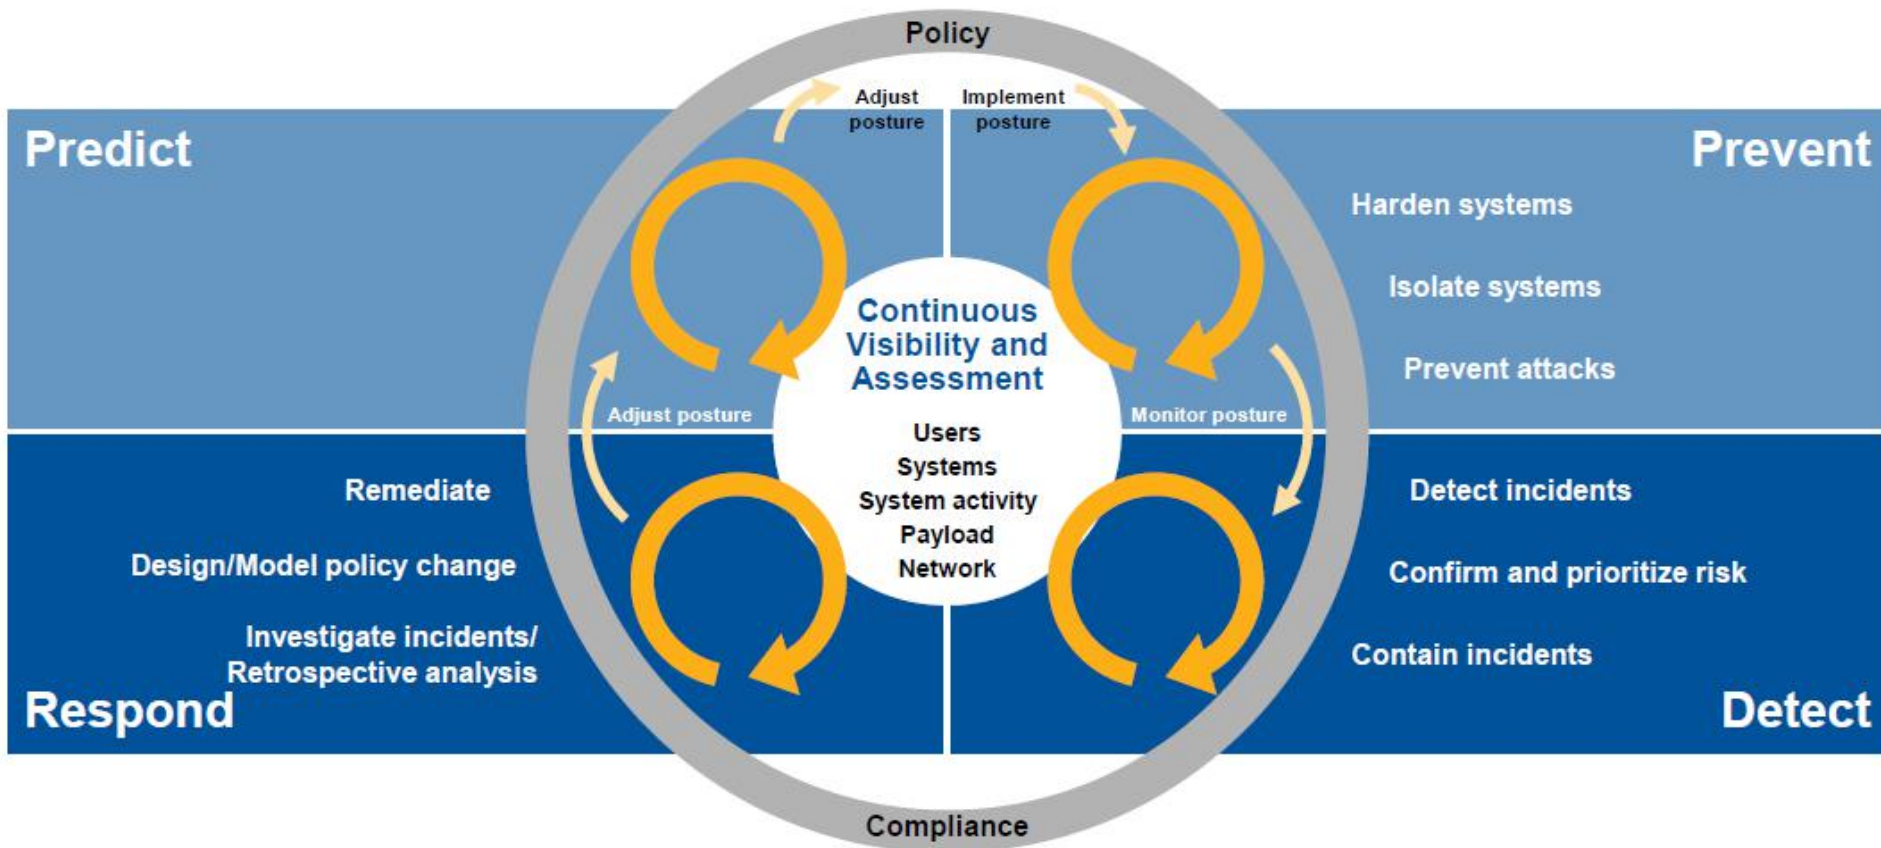 Policy
Adjust
posture
Implement
posture
Predict
Prevent
Harden systems
Isolate systems
Prevent attacks
Continuous
Visibility and
Assessment
Users
Systems
System activity
Payload
Network
Adjust posture
Monitor posture
Remediate
Design/Model policy change
Investigate incidents/
Retrospective analysis
Respond
Detect incidents
Confirm and prioritize risk
Contain incidents
Detect
Compliance